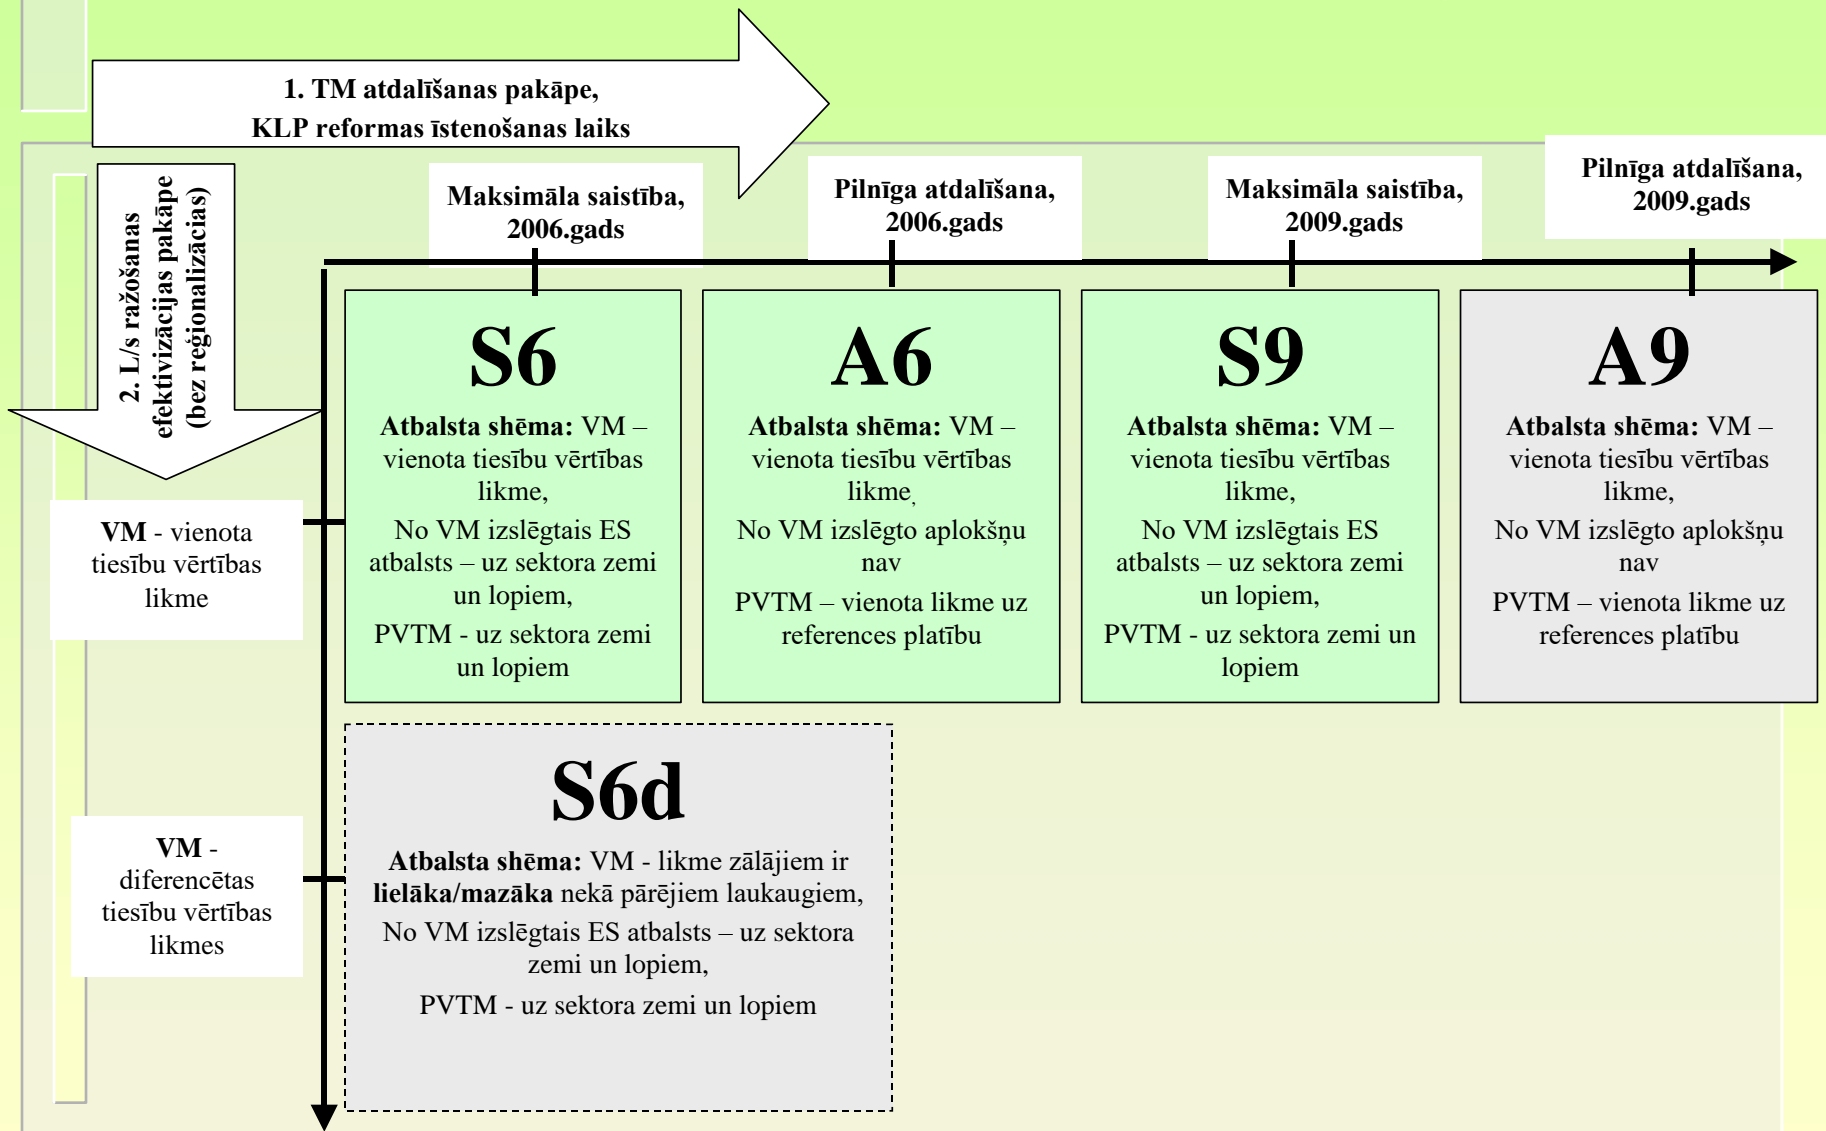 1. TM atdalīšanas pakāpe,
KLP reformas īstenošanas laiks
2. L/s ražošanas
efektivizācijas pakāpe
(bez reģionalizācias)
Maksimāla saistība,
2006.gads
Pilnīga atdalīšana,
2006.gads
Maksimāla saistība,
2009.gads
Pilnīga atdalīšana,
2009.gads
VM - vienota
tiesību vērtības
likme
S6
Atbalsta shēma: VM –
vienota tiesību vērtības
likme,
No VM izslēgtais ES
atbalsts – uz sektora zemi
un lopiem,
PVTM - uz sektora zemi
un lopiem
A6
Atbalsta shēma: VM –
vienota tiesību vērtības
likme,
No VM izslēgto aplokšņu
nav
PVTM – vienota likme uz
references platību
S9
Atbalsta shēma: VM –
vienota tiesību vērtības
likme,
No VM izslēgtais ES
atbalsts – uz sektora zemi
un lopiem,
PVTM - uz sektora zemi un
lopiem
A9
Atbalsta shēma: VM –
vienota tiesību vērtības
likme,
No VM izslēgto aplokšņu
nav
PVTM – vienota likme uz
references platību
VM -
diferencētas
tiesību vērtības
likmes
S6d
Atbalsta shēma: VM - likme zālājiem ir
lielāka/mazāka nekā pārējiem laukaugiem,
No VM izslēgtais ES atbalsts – uz sektora
zemi un lopiem,
PVTM - uz sektora zemi un lopiem